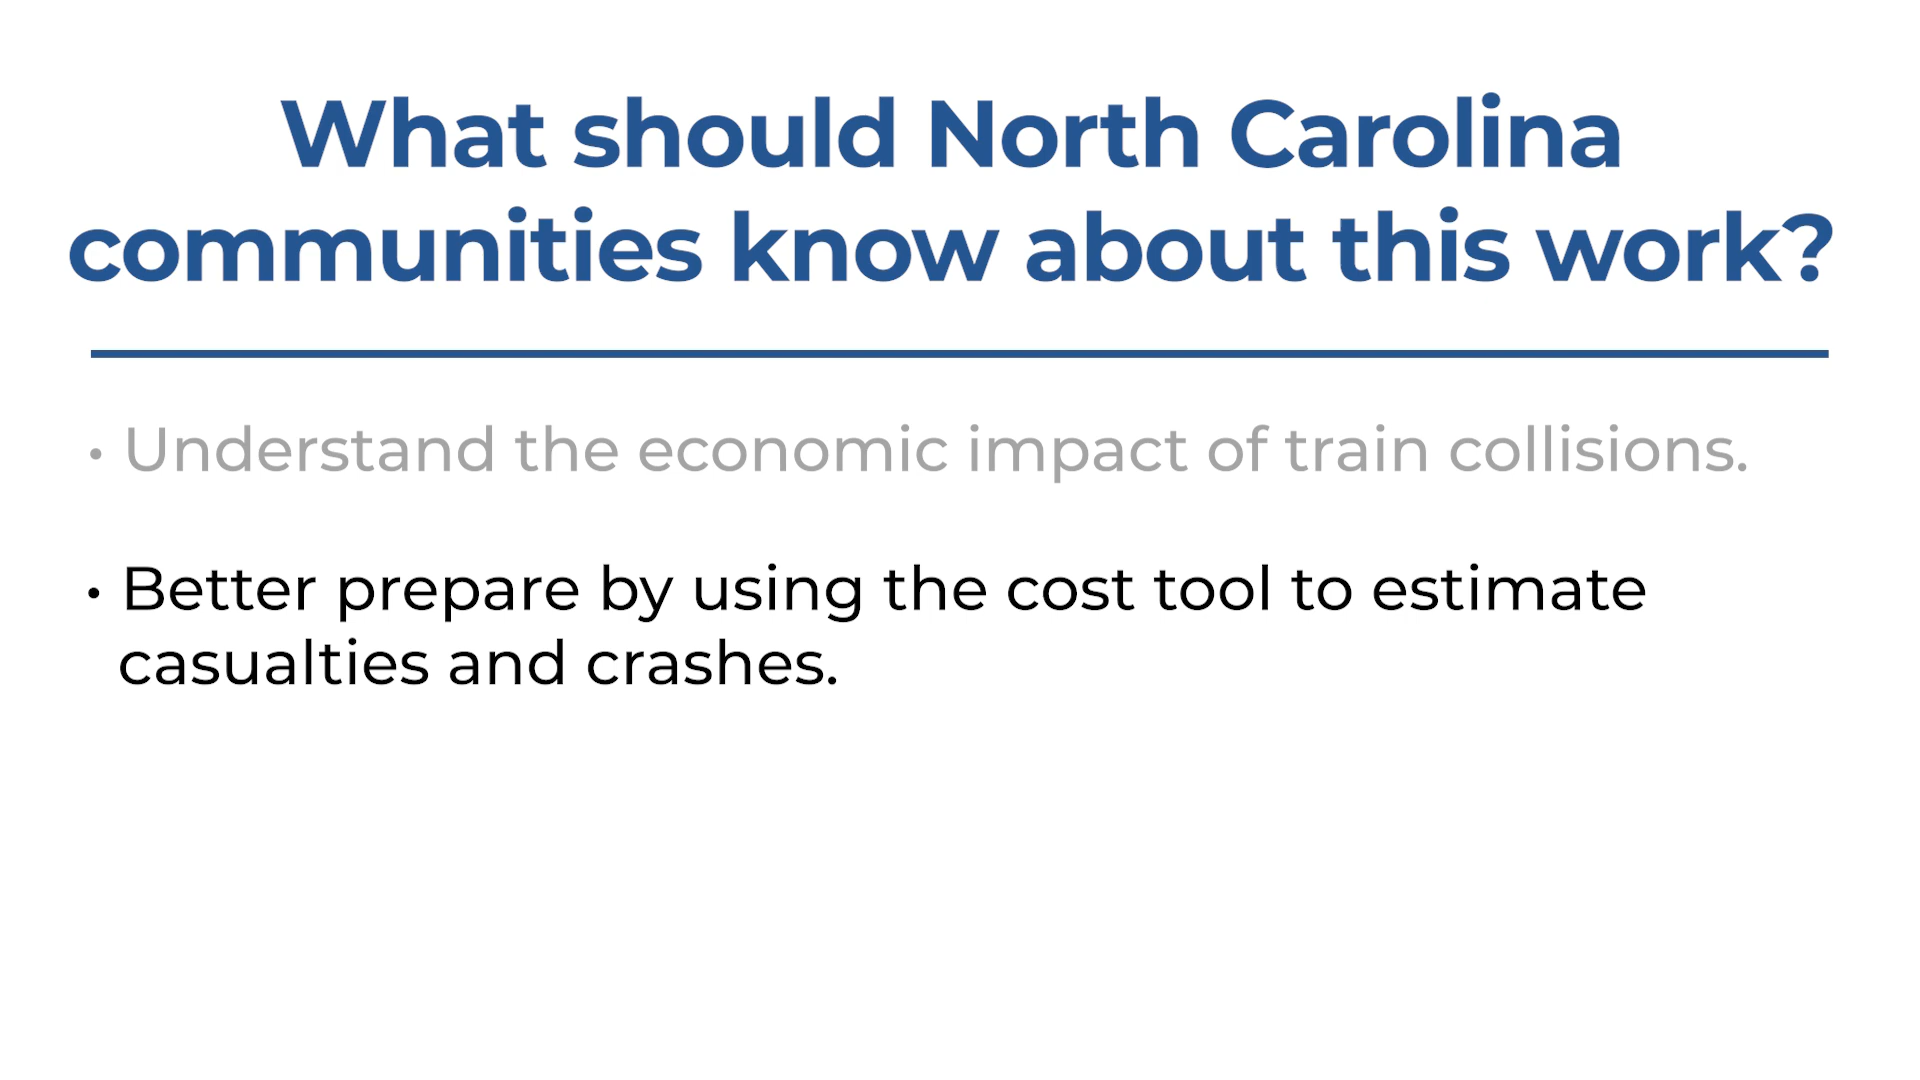 What should North Carolina
communities know about this work?
• Understand the economic impact of train collisions.
• Better prepare by using the cost tool to estimate
casualties and crashes.